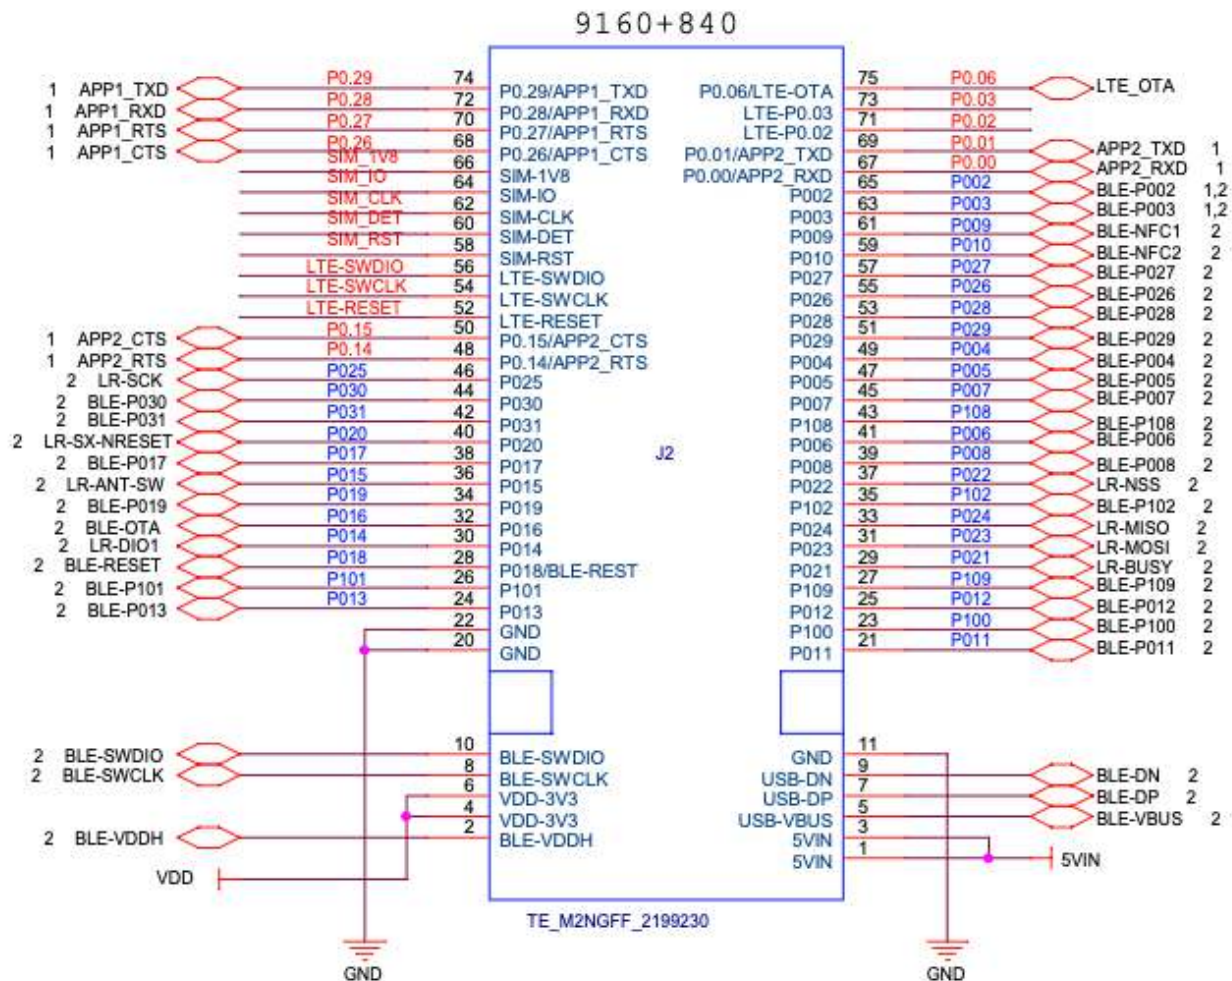 9160+840
1 APP1_TXD P0.29 74 P0.29/APP1_TXD P0.06/LTE-OTA 75 P0.06 LTE_OTA
1 APP1_RXD P0.28 72 P0.28/APP1_RXD LTE-P0.03 73 P0.03
1 APP1_RTS P0.27 70 P0.27/APP1_RTS LTE-P0.02 71 P0.02
1 APP1_CTS P0.26 68 P0.26/APP1_CTS P0.01/APP2_TXD 69 P0.01 APP2_TXD 1
SIM_1V8 66 SIM-1V8 P0.00/APP2_RXD 67 P0.00 APP2_RXD 1
SIM_IO 64 SIM-IO P002 65 P002 BLE-P002 1,2
SIM_CLK 62 SIM-CLK P003 63 P003 BLE-P003 1,2
SIM_DET 60 SIM-DET P009 61 P009 BLE-NFC1 2
SIM_RST 58 SIM-RST P010 59 P010 BLE-NFC2 2
LTE-SWDIO 56 LTE-SWDIO P027 57 P027 BLE-P027 2
LTE-SWCLK 54 LTE-SWCLK P026 55 P026 BLE-P026 2
LTE-RESET 52 LTE-RESET P028 53 P028 BLE-P028 2
1 APP2_CTS P0.15 50 P0.15/APP2_CTS P029 51 P029 BLE-P029 2
1 APP2_RTS P0.14 48 P0.14/APP2_RTS P004 49 P004 BLE-P004 2
2 LR-SCK P025 46 P025 P005 47 P005 BLE-P005 2
2 BLE-P030 P030 44 P030 P007 45 P007 BLE-P007 2
2 BLE-P031 P031 42 P031 P108 43 P108 BLE-P108 2
2 LR-SX-NRESET P020 40 P020 P006 41 P006 BLE-P006 2
2 BLE-P017 P017 38 P017 J2 P008 39 P008 BLE-P008 2
2 LR-ANT-SW P015 36 P015 P022 37 P022 LR-NSS 2
2 BLE-P019 P019 34 P019 P102 35 P102 BLE-P102 2
2 BLE-OTA P016 32 P016 P024 33 P024 LR-MISO 2
2 LR-DIO1 P014 30 P014 P023 31 P023 LR-MOSI 2
2 BLE-RESET P018 28 P018/BLE-REST P021 29 P021 LR-BUSY 2
2 BLE-P101 P101 26 P101 P109 27 P109 BLE-P109 2
2 BLE-P013 P013 24 P013 P012 25 P012 BLE-P012 2
22 GND P100 23 P100 BLE-P100 2
20 GND P011 21 P011 BLE-P011 2
2 BLE-SWDIO 10 BLE-SWDIO GND 11
2 BLE-SWCLK 8 BLE-SWCLK USB-DN 9 BLE-DN 2
6 VDD-3V3 USB-DP 7 BLE-DP 2
4 VDD-3V3 USB-VBUS 5 BLE-VBUS 2
2 BLE-VDDH 2 BLE-VDDH 5VIN 3
VDD 5VIN 1 5VIN
TE_M2NGFF_2199230
GND GND